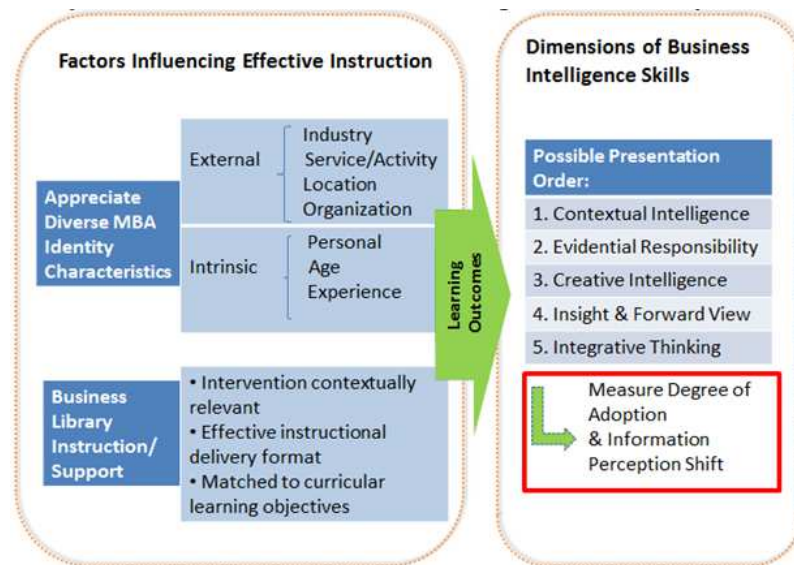 Factors Influencing Effective Instruction
Appreciate
Diverse MBA
Identity
Characteristics
External
Industry
Service/Activity
Location
Organization
Intrinsic
Personal
Age
Experience
Business
Library
Instruction/
Support
• Intervention contextually
relevant
• Effective instructional
delivery format
• Matched to curricular
learning objectives
Learning
Outcomes
Dimensions of Business
Intelligence Skills
Possible Presentation
Order:
1. Contextual Intelligence
2. Evidential Responsibility
3. Creative Intelligence
4. Insight & Forward View
5. Integrative Thinking
Measure Degree of
Adoption
& Information
Perception Shift